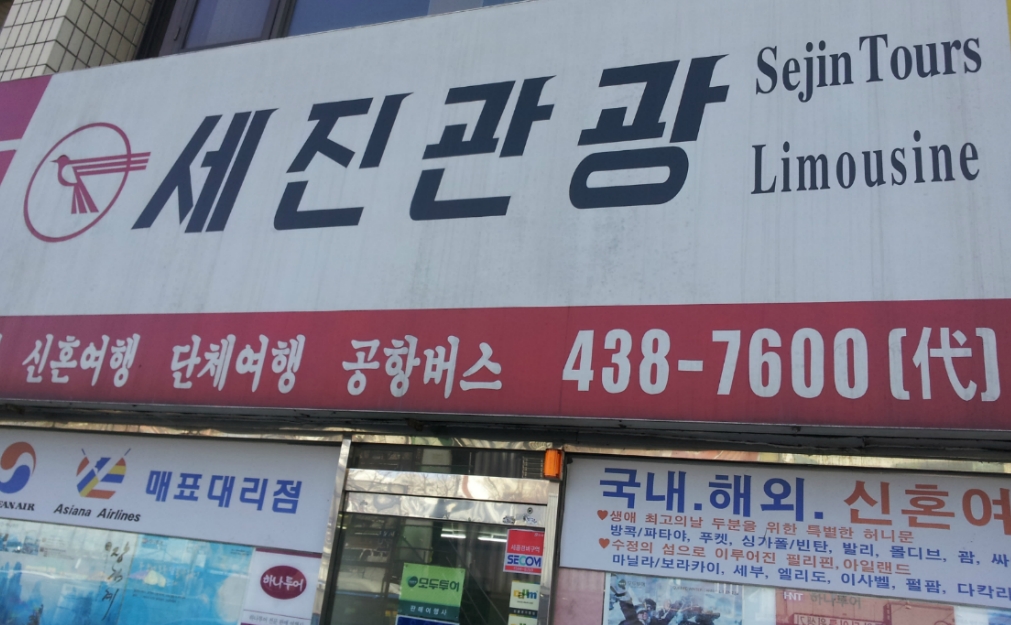 세진관광
Sejin Tours
Limousine
신혼여행 단체여행 공항버스 438-7600(代)
AIR
Asiana Airlines
매표대리점
국내.해외. 신혼여
♥생애 최고의날 두분을 위한 특별한 허니문
방콕/파타야, 푸켓, 싱가폴/빈탄, 발리, 몰디브, 괌, 싸
♥수정의 섬으로 이루어진 필리핀,아일랜드
마닐라/보라카이, 세부, 엘리도, 이사벨, 펄팜, 다칵리
하나투어
모두투어
SECOM